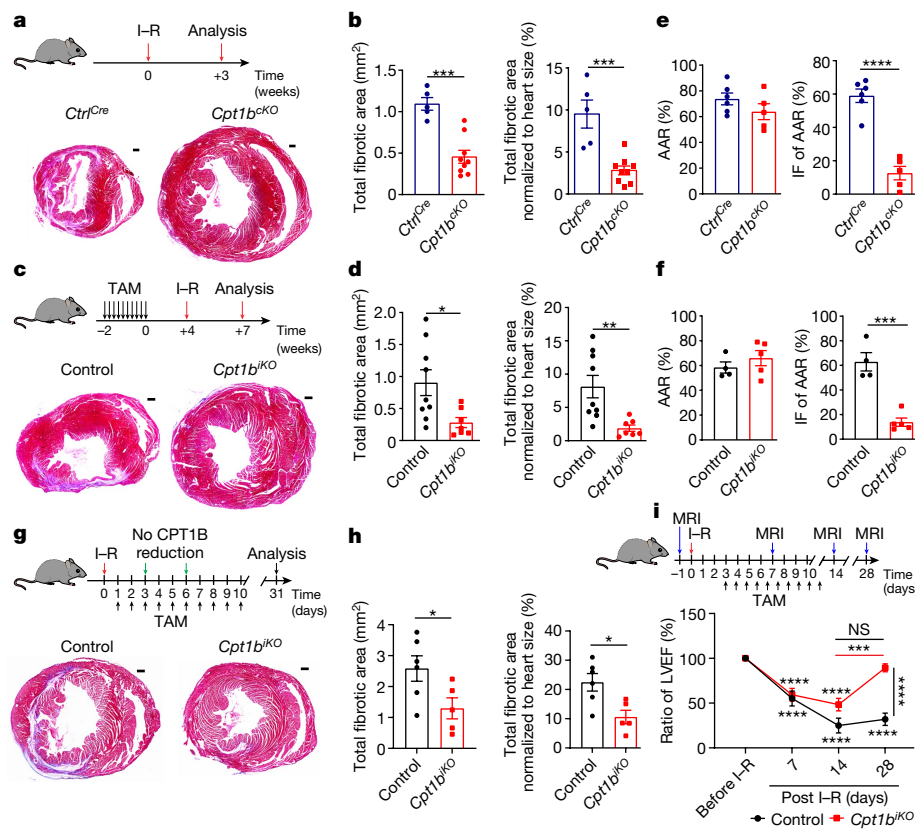 a
I–R
Analysis
0
+3
Time
(weeks)
CtrlCre
Cpt1bcKO
b
Total fibrotic area (mm2)
1.5
1.0
0.5
0
***
CtrlCre
Cpt1bcKO
Total fibrotic area
normalized to heart size (%)
20
15
10
5
0
***
CtrlCre
Cpt1bcKO
e
AAR (%)
100
80
60
40
20
0
CtrlCre
Cpt1bcKO
IF of AAR (%)
80
60
40
20
0
****
CtrlCre
Cpt1bcKO
c
TAM
I–R
Analysis
–2
0
+4
+7
Time
(weeks)
Control
Cpt1biKO
d
Total fibrotic area (mm2)
2.0
1.5
1.0
0.5
0
*
Control
Cpt1biKO
Total fibrotic area
normalized to heart size (%)
20
15
10
5
0
**
Control
Cpt1biKO
f
AAR (%)
100
80
60
40
20
0
Control
Cpt1biKO
IF of AAR (%)
100
80
60
40
20
0
***
Control
Cpt1biKO
g
No CPT1B
reduction
I–R
Analysis
0 1 2 3 4 5 6 7 8 9 10
31
Time
(days)
TAM
Control
Cpt1biKO
h
Total fibrotic area (mm2)
5
4
3
2
1
0
*
Control
Cpt1biKO
Total fibrotic area
normalized to heart size (%)
40
30
20
10
0
*
Control
Cpt1biKO
i
MRI
I–R
MRI
MRI
MRI
–1 0 1 2 3 4 5 6 7 8 9 10
14
28
Time
(days)
TAM
Ratio of LVEF (%)
100
50
0
NS
***
****
****
****
****
****
****
Before I–R
7
14
28
Post I–R (days)
Control
Cpt1biKO